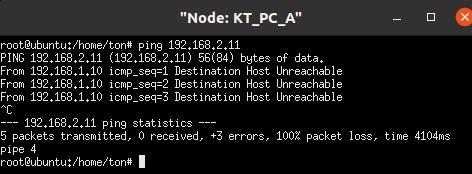 "Node: KT_PC_A"
root@ubuntu:/home/ton# ping 192.168.2.11
PING 192.168.2.11 (192.168.2.11) 56(84) bytes of data.
From 192.168.1.10 icmp_seq=1 Destination Host Unreachable
From 192.168.1.10 icmp_seq=2 Destination Host Unreachable
From 192.168.1.10 icmp_seq=3 Destination Host Unreachable
^C
--- 192.168.2.11 ping statistics ---
5 packets transmitted, 0 received, +3 errors, 100% packet loss, time 4104ms
pipe 4
root@ubuntu:/home/ton#